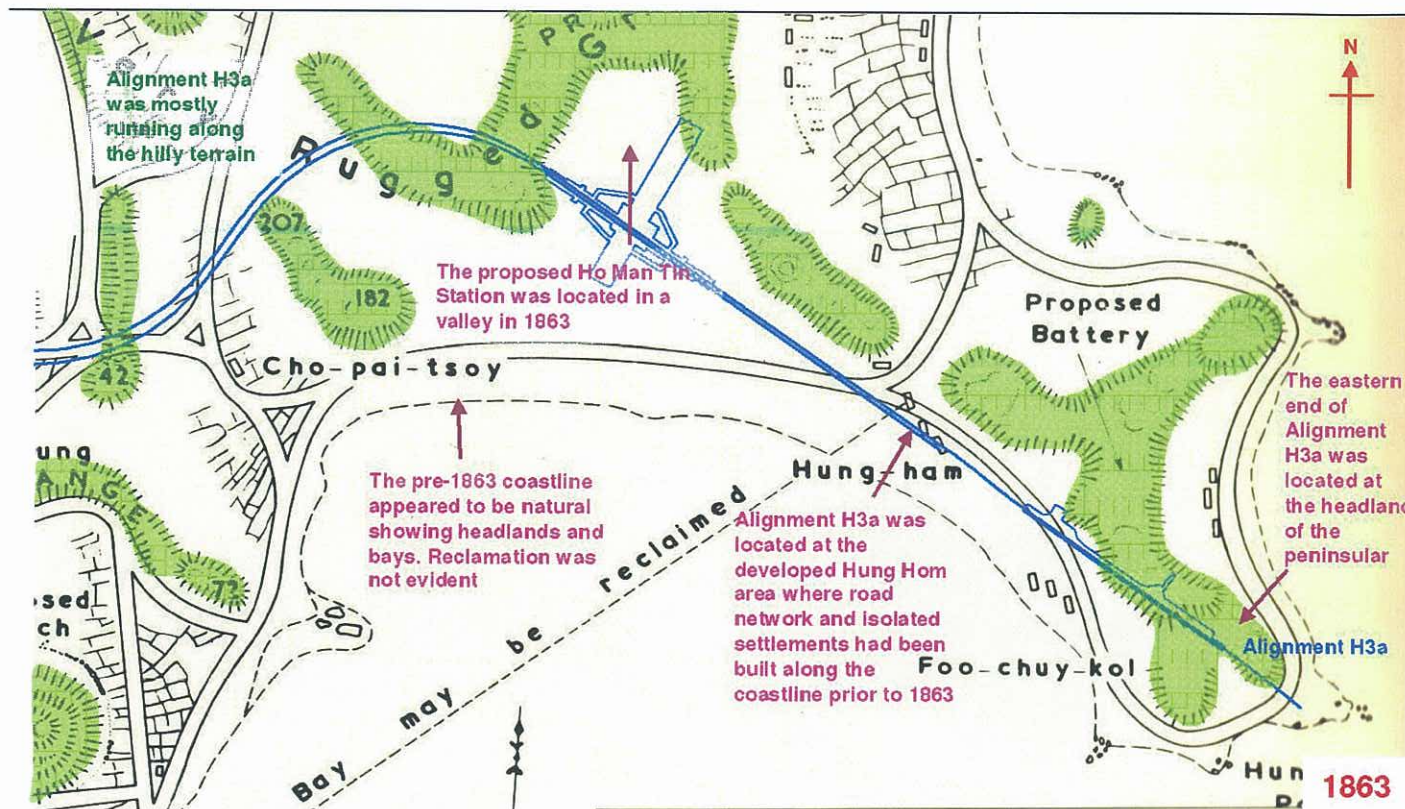 Alignment H3a
was mostly
running along
the hilly terrain
Rugged
N
207
182
42
The proposed Ho Man Tin
Station was located in a
valley in 1863
Proposed
Battery
Cho-pai-tsoy
The eastern
end of
Alignment
H3a was
located at
the headland
of the
peninsular
The pre-1863 coastline
appeared to be natural
showing headlands and
bays. Reclamation was
not evident
Hung-ham
Alignment H3a was
located at the
developed Hung Hom
area where road
network and isolated
settlements had been
built along the
coastline prior to 1863
ung
ANGE
73
Bay may be reclaimed
Foo-chuy-kol
Alignment H3a
Hun
1863